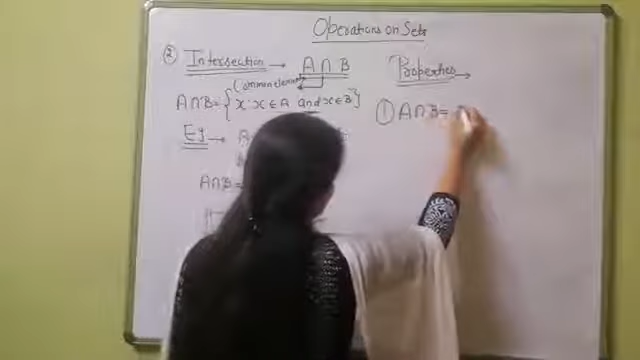 Operations on Sets
② Intersection → A ∩ B
(Common elements)
A∩B = {x : x ∈ A and x ∈ B}
Eg → A
A∩B =
Properties →
① A∩B =